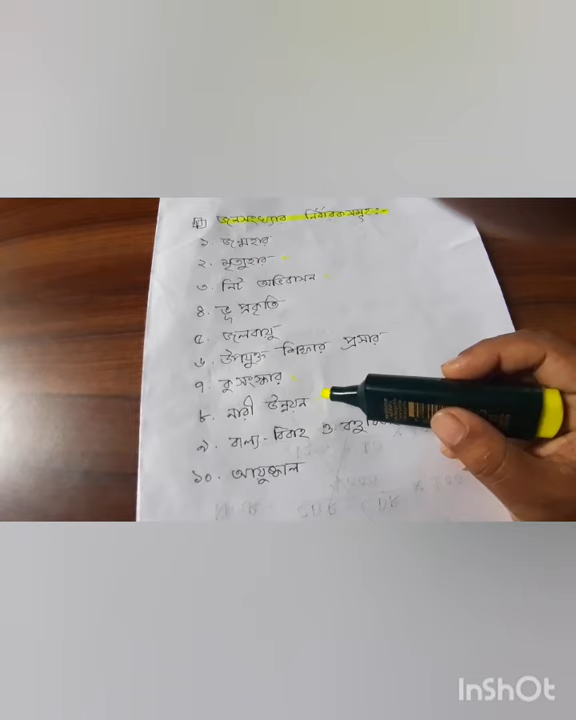 জনসংখ্যার নির্ধারকসমূহ :-
১. জন্মহার
২. মৃত্যুহার
৩. নিট অভিবাসন
৪. ভূ প্রকৃতি
৫. জলবায়ু
৬. উপযুক্ত শিক্ষার প্রসার
৭. কুসংস্কার
৮. নারী উন্নয়ন
৯. বাল্য-বিবাহ ও
১০. আয়ুষ্কাল
InShOt